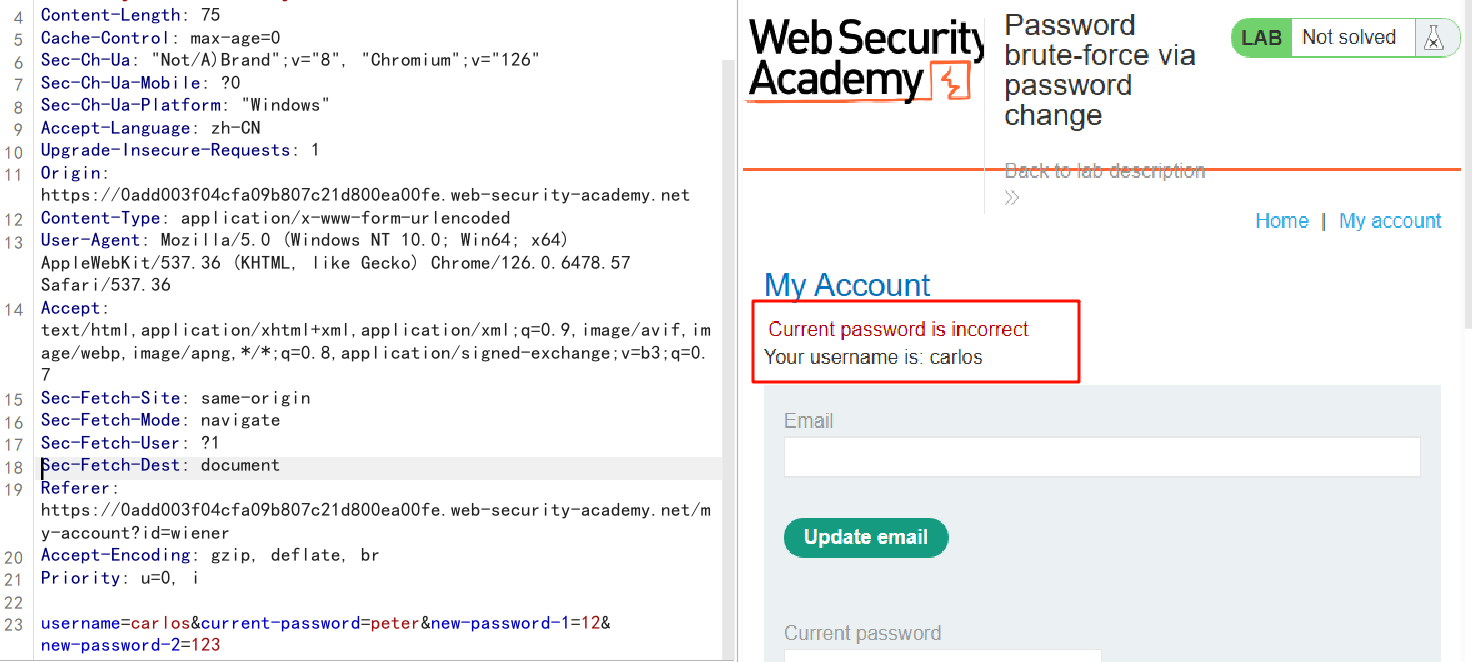 4 Content-Length: 75
5 Cache-Control: max-age=0
6 Sec-Ch-Ua: "Not/A)Brand";v="8", "Chromium";v="126"
7 Sec-Ch-Ua-Mobile: ?0
8 Sec-Ch-Ua-Platform: "Windows"
9 Accept-Language: zh-CN
10 Upgrade-Insecure-Requests: 1
11 Origin:
https://0add003f04cfa09b807c21d800ea00fe.web-security-academy.net
12 Content-Type: application/x-www-form-urlencoded
13 User-Agent: Mozilla/5.0 (Windows NT 10.0; Win64; x64)
AppleWebKit/537.36 (KHTML, like Gecko) Chrome/126.0.6478.57
Safari/537.36
14 Accept:
text/html,application/xhtml+xml,application/xml;q=0.9,image/avif,im
age/webp,image/apng,*/*;q=0.8,application/signed-exchange;v=b3;q=0.
7
15 Sec-Fetch-Site: same-origin
16 Sec-Fetch-Mode: navigate
17 Sec-Fetch-User: ?1
18 Sec-Fetch-Dest: document
19 Referer:
https://0add003f04cfa09b807c21d800ea00fe.web-security-academy.net/m
y-account?id=wiener
20 Accept-Encoding: gzip, deflate, br
21 Priority: u=0, i
22
23 username=carlos&current-password=peter&new-password-1=12&
new-password-2=123
Web Security
Academy
Password
brute-force via
password
change
LAB Not solved
Back to lab description
»
Home | My account
My Account
Current password is incorrect
Your username is: carlos
Email
Update email
Current password